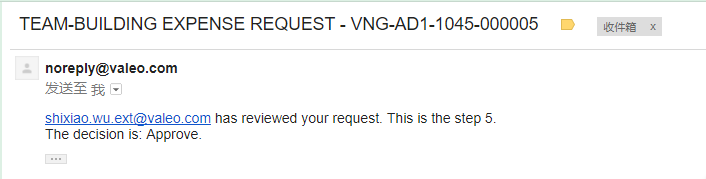 TEAM-BUILDING EXPENSE REQUEST - VNG-AD1-1045-000005 收件箱 x
noreply@valeo.com
发送至 我
shixiao.wu.ext@valeo.com has reviewed your request. This is the step 5.
The decision is: Approve.